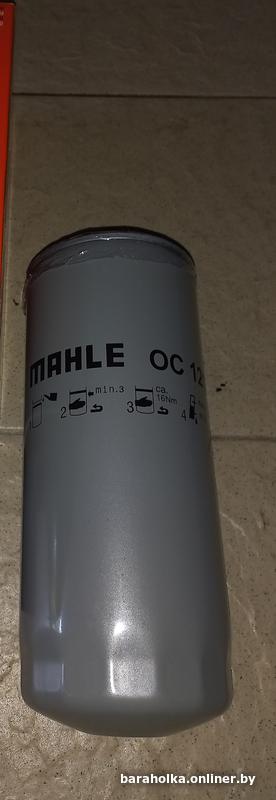 MAHLE OC 12
2 min.3 3 ca. 16Nm 4
baraholka.onliner.by